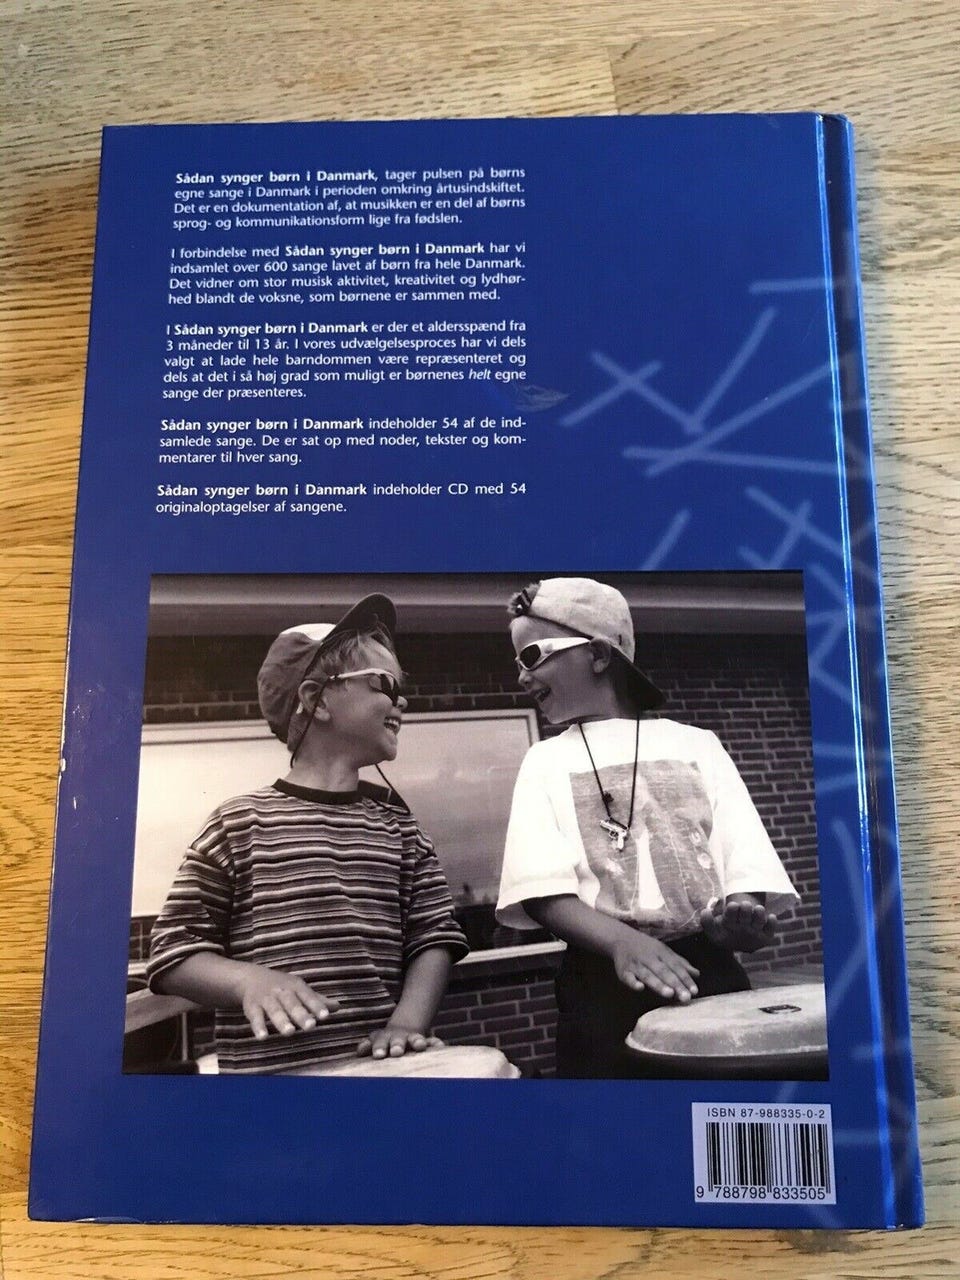 Sådan synger børn i Danmark, tager pulsen på børns
egne sange i Danmark i perioden omkring årtusindskiftet.
Det er en dokumentation af, at musikken er en del af børns
sprog- og kommunikationsform lige fra fødslen.
I forbindelse med Sådan synger børn i Danmark har vi
indsamlet over 600 sange lavet af børn fra hele Danmark.
Det vidner om stor musisk aktivitet, kreativitet og lydhør-
hed blandt de voksne, som børnene er sammen med.
I Sådan synger børn i Danmark er der et aldersspænd fra
3 måneder til 13 år. I vores udvælgelsesproces har vi dels
valgt at lade hele barndommen være repræsenteret og
dels at det i så høj grad som muligt er børnenes helt egne
sange der præsenteres.
Sådan synger børn i Danmark indeholder 54 af de ind-
samlede sange. De er sat op med noder, tekster og kom-
mentarer til hver sang.
Sådan synger børn i Danmark indeholder CD med 54
originaloptagelser af sangene.
ISBN 87-988335-0-2
9 788798 833505